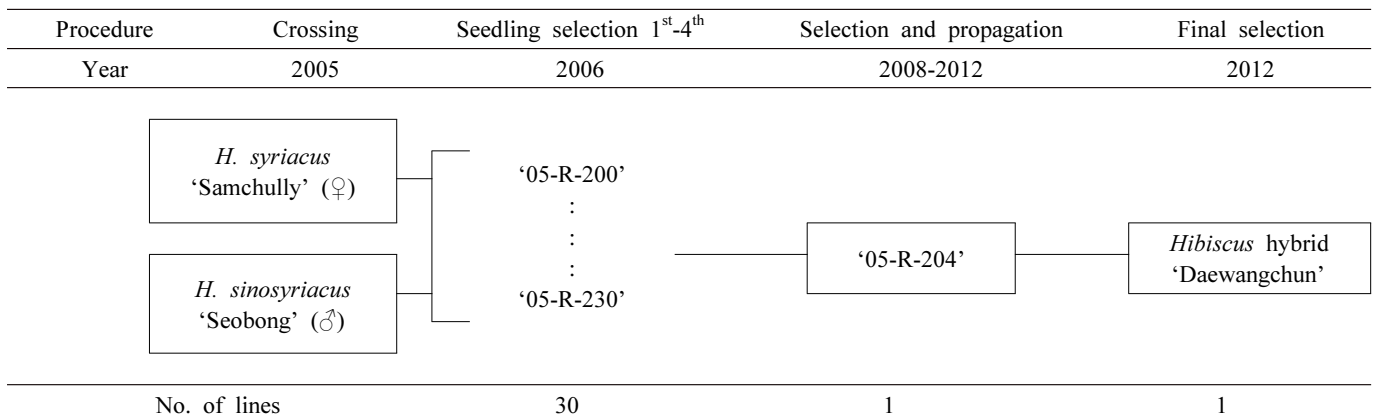 Procedure Crossing Seedling selection 1st-4th Selection and propagation Final selection
Year 2005 2006 2008-2012 2012
H. syriacus
‘Samchully’ (♀)
H. sinosyriacus
‘Seobong’ (♂)
‘05-R-200’
:
:
:
‘05-R-230’
‘05-R-204’
Hibiscus hybrid
‘Daewangchun’
No. of lines 30 1 1